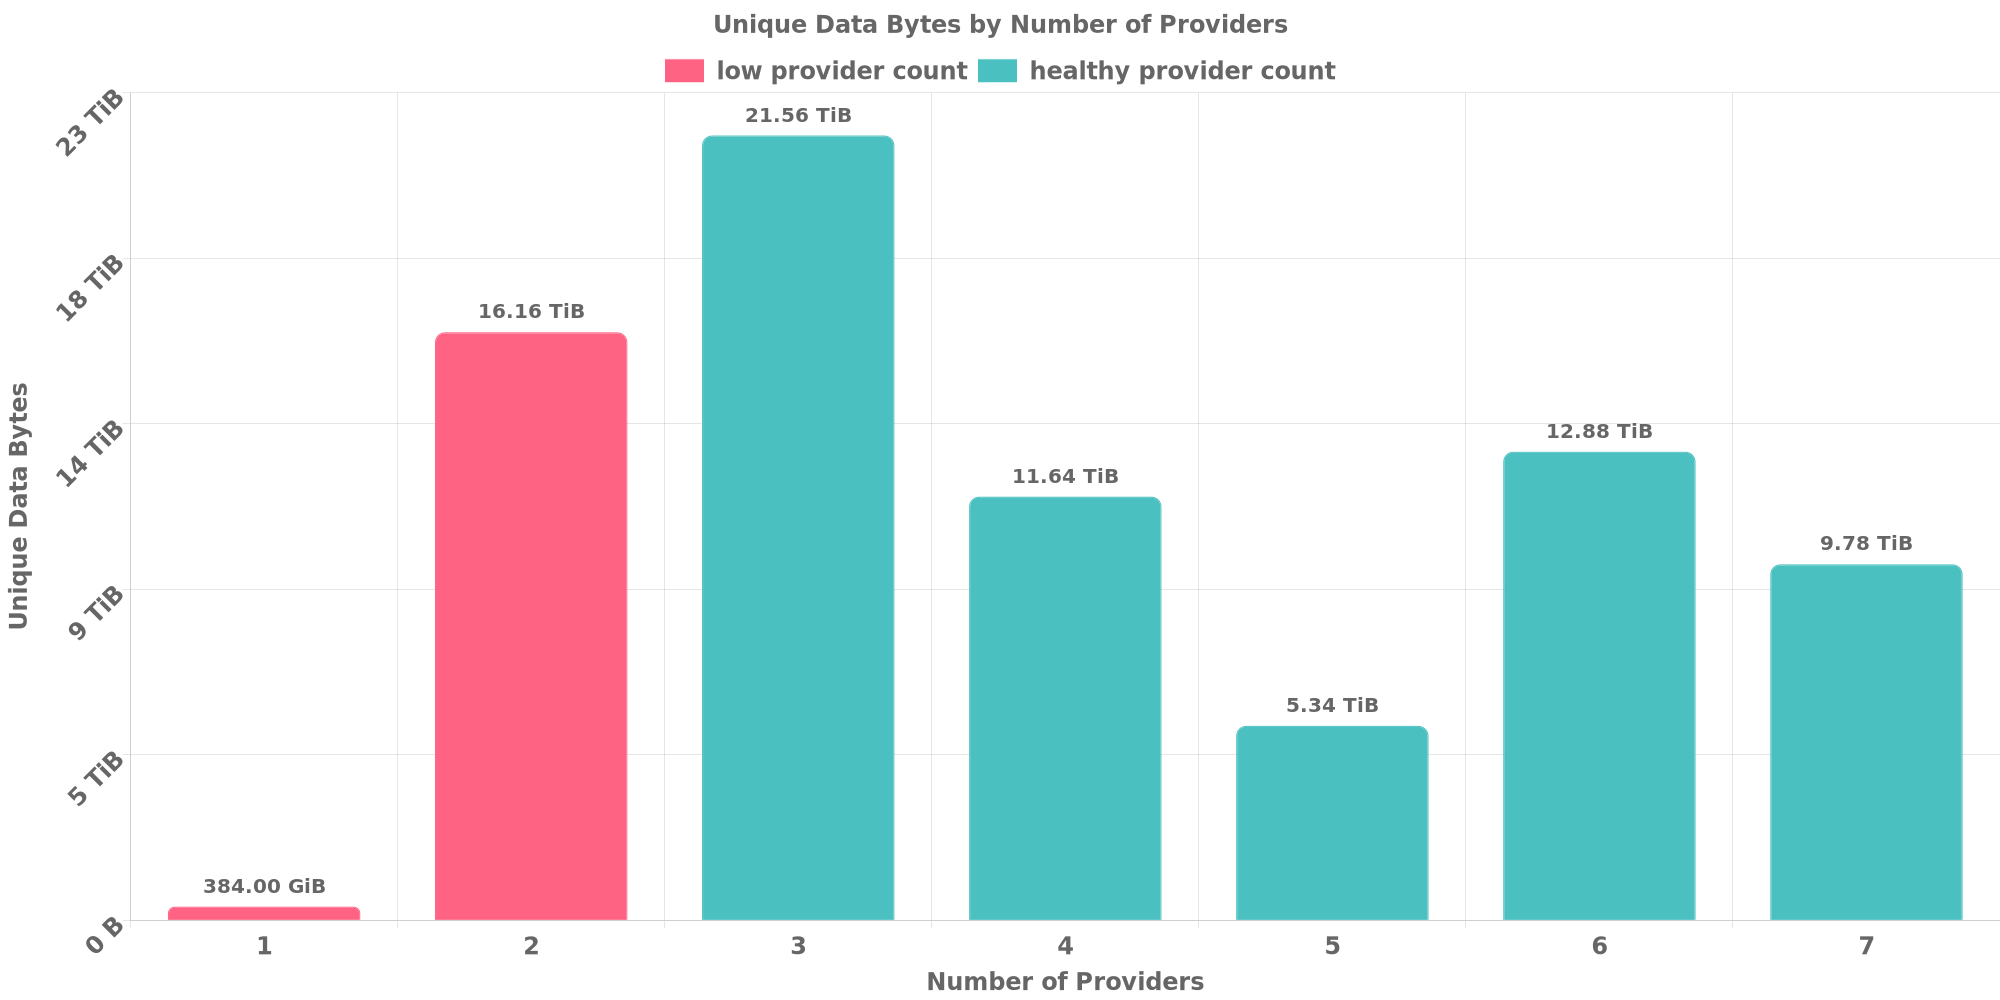 Unique Data Bytes by Number of Providers
low provider count healthy provider count
23 TiB
18 TiB
14 TiB
9 TiB
5 TiB
0 B
Unique Data Bytes
384.00 GiB
16.16 TiB
21.56 TiB
11.64 TiB
5.34 TiB
12.88 TiB
9.78 TiB
1 2 3 4 5 6 7
Number of Providers